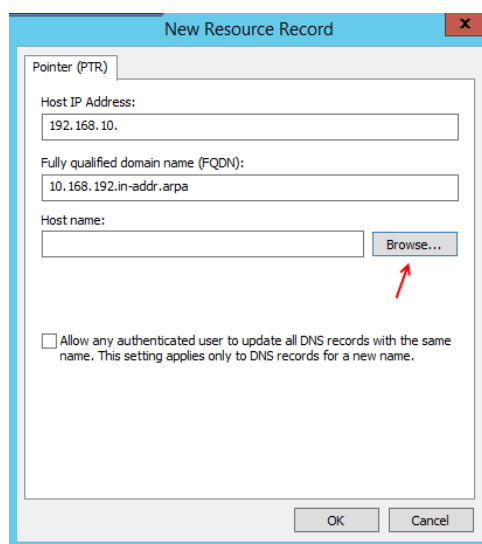 New Resource Record
x
Pointer (PTR)
Host IP Address:
192.168.10.
Fully qualified domain name (FQDN):
10.168.192.in-addr.arpa
Host name:
Browse...
Allow any authenticated user to update all DNS records with the same
name. This setting applies only to DNS records for a new name.
OK
Cancel